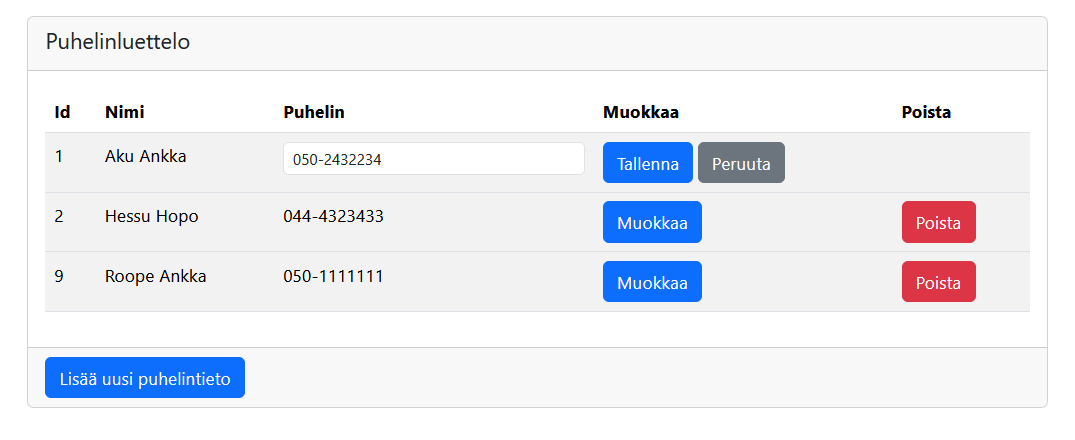 Puhelinluettelo
Id Nimi Puhelin Muokkaa Poista
1 Aku Ankka 050-2432234 Tallenna Peruuta
2 Hessu Hopo 044-4323433 Muokkaa Poista
9 Roope Ankka 050-1111111 Muokkaa Poista
Lisää uusi puhelintieto